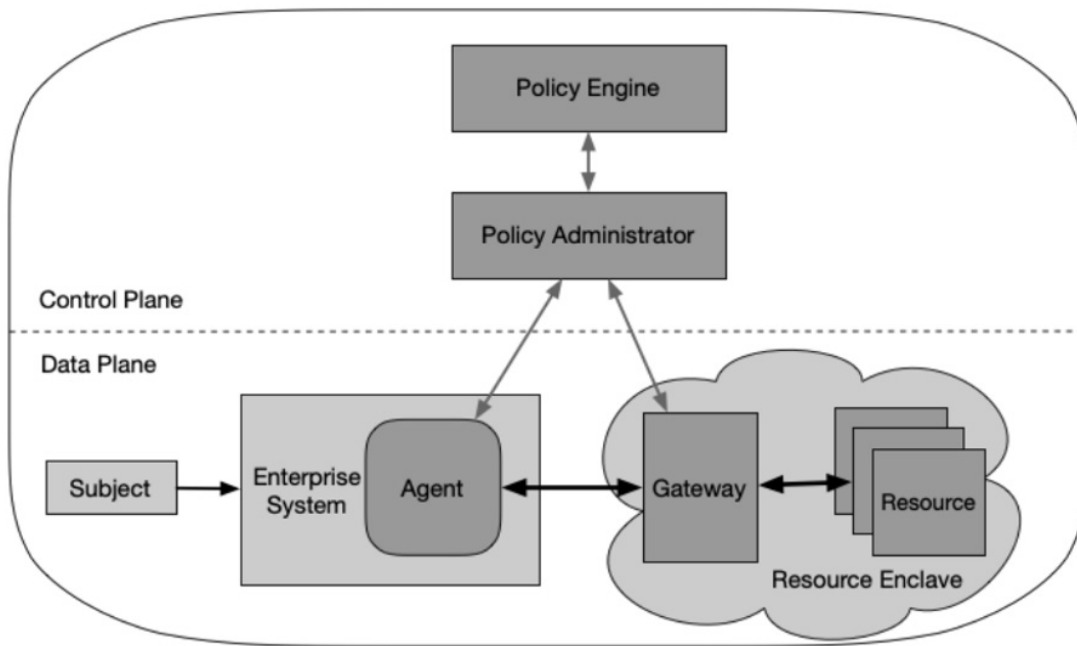 Policy Engine
Policy Administrator
Control Plane
Data Plane
Subject
Enterprise
System
Agent
Gateway
Resource
Resource Enclave